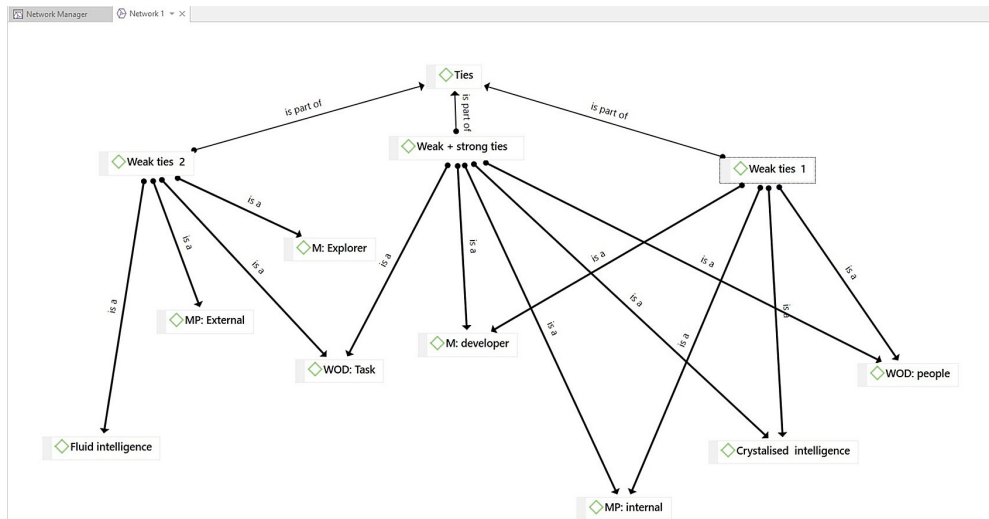 Network Manager
Network 1
Ties
is part of
is part of
is part of
Weak ties 2
Weak + strong ties
Weak ties 1
is a
M: Explorer
is a
is a
is a
is a
is a
is a
is a
is a
is a
is a
is a
is a
is a
MP: External
M: developer
WOD: Task
WOD: people
Fluid intelligence
Crystalised intelligence
MP: internal